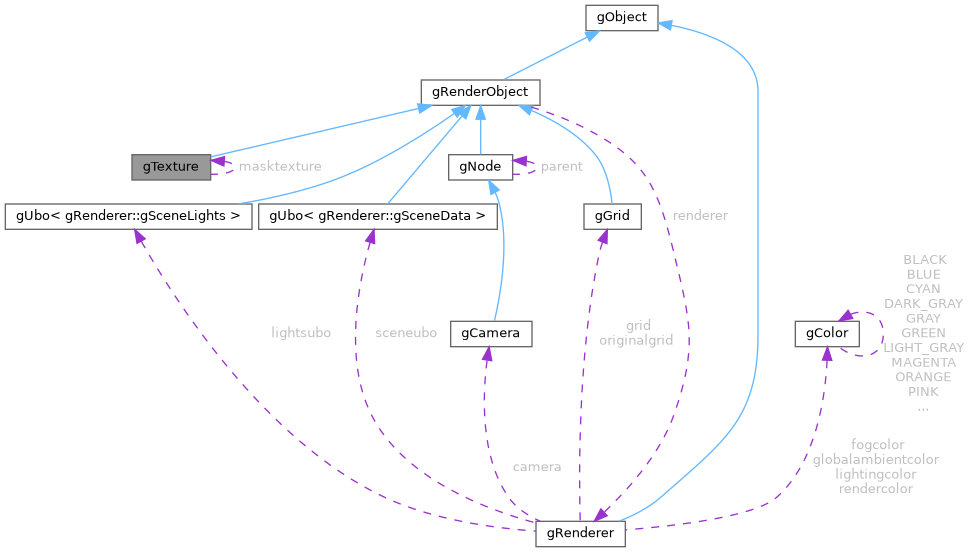 gObject
gRenderObject
gTexture
masktexture
gNode
parent
gUbo< gRenderer::gSceneLights >
gUbo< gRenderer::gSceneData >
gGrid
renderer
BLACK
BLUE
CYAN
DARK_GRAY
GRAY
GREEN
LIGHT_GRAY
MAGENTA
ORANGE
PINK
...
lightsubo
sceneubo
gCamera
grid
originalgrid
gColor
camera
fogcolor
globalambientcolor
lightingcolor
rendercolor
gRenderer